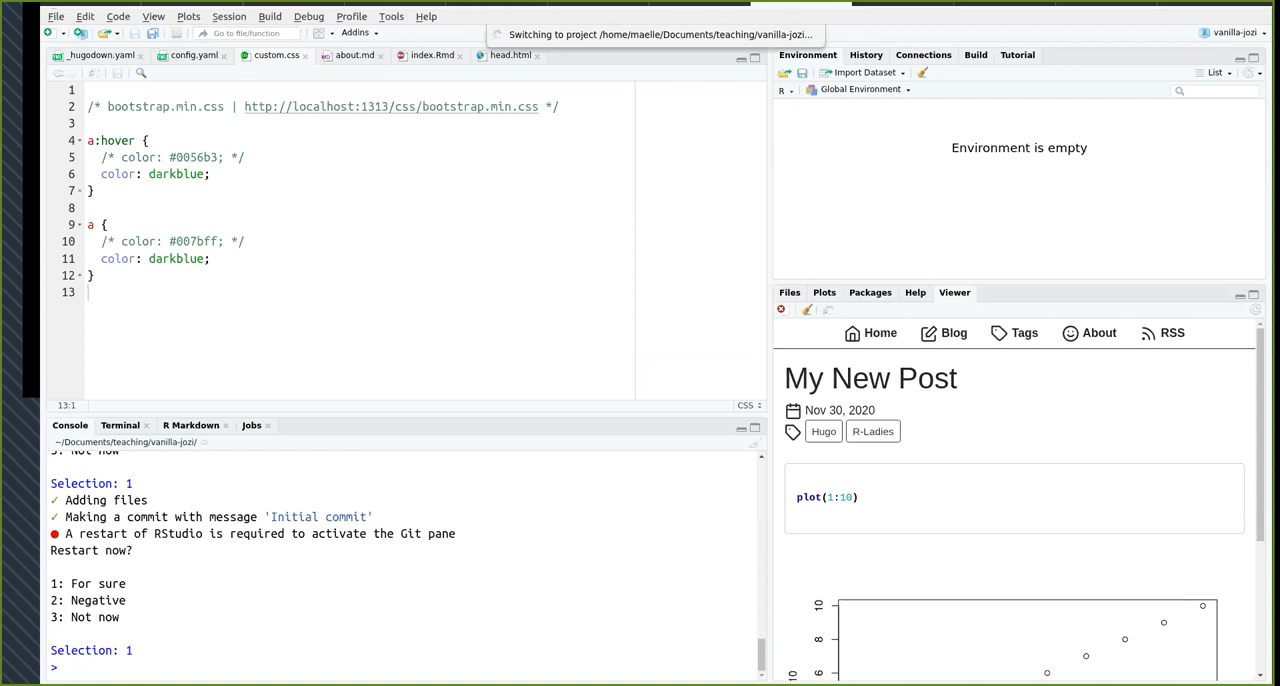 File Edit Code View Plots Session Build Debug Profile Tools Help
Switching to project /home/maelle/Documents/teaching/vanilla-jozi...
Go to file/function
Addins
vanilla-jozi
_hugodown.yaml
config.yaml
custom.css
about.md
index.Rmd
head.html
1
2 /* bootstrap.min.css | http://localhost:1313/css/bootstrap.min.css */
3
4 a:hover {
5 /* color: #0056b3; */
6 color: darkblue;
7 }
8
9 a {
10 /* color: #007bff; */
11 color: darkblue;
12 }
13
13:1
CSS
Console Terminal R Markdown Jobs
~/Documents/teaching/vanilla-jozi/
3: Not now
Selection: 1
✓ Adding files
✓ Making a commit with message 'Initial commit'
● A restart of RStudio is required to activate the Git pane
Restart now?
1: For sure
2: Negative
3: Not now
Selection: 1
>
Environment History Connections Build Tutorial
Import Dataset
List
R
Global Environment
Environment is empty
Files Plots Packages Help Viewer
Home Blog Tags About RSS
My New Post
Nov 30, 2020
Hugo R-Ladies
plot(1:10)
10
8
6
10